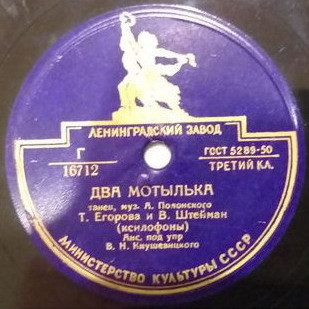 ЛЕНИНГРАДСКИЙ ЗАВОД
Г
16712
ГОСТ 5289-50
ТРЕТИЙ КЛ.
ДВА МОТЫЛЬКА
танец, муз. А. Полонского
Т. Егорова и В. Штейман
(ксилофоны)
Анс. под упр
В. Н. Кнушевицкого
МИНИСТЕРСТВО КУЛЬТУРЫ СССР